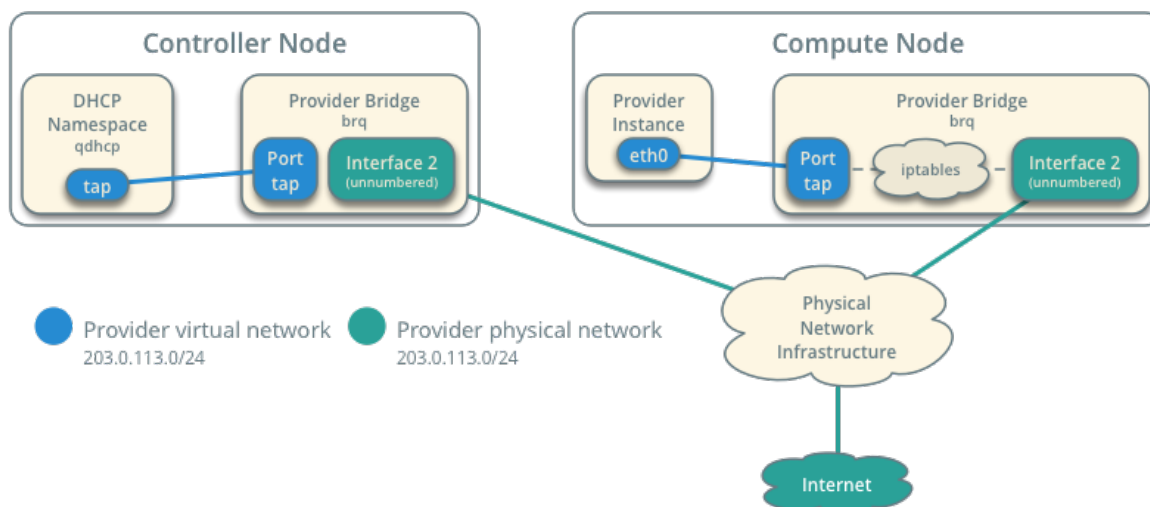 Controller Node
DHCP
Namespace
qdhcp
tap
Provider Bridge
brq
Port
tap
Interface 2
(unnumbered)
Compute Node
Provider
Instance
eth0
Provider Bridge
brq
Port
tap
iptables
Interface 2
(unnumbered)
Physical
Network
Infrastructure
Provider virtual network
203.0.113.0/24
Provider physical network
203.0.113.0/24
Internet